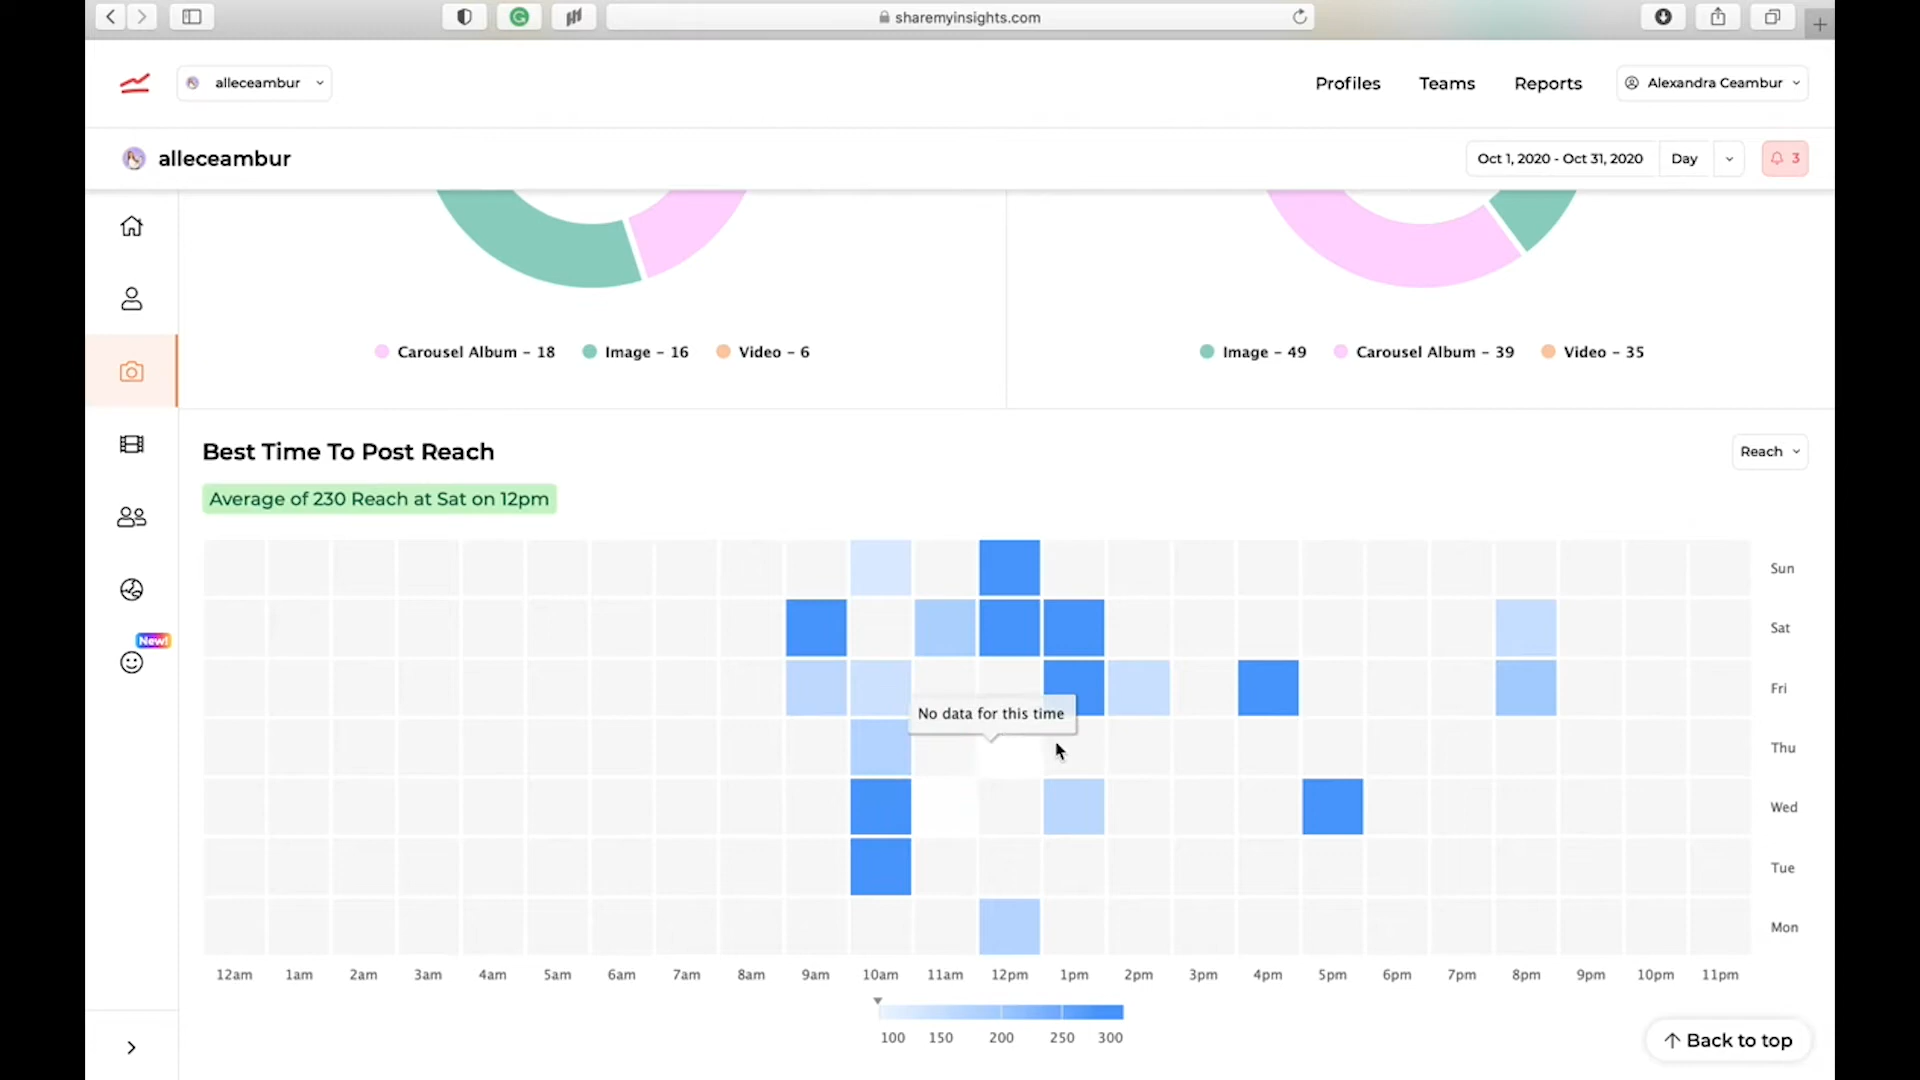 sharemyinsights.com
alleceambur
Profiles
Teams
Reports
Alexandra Ceambur
alleceambur
Oct 1, 2020 - Oct 31, 2020
Day
3
Carousel Album – 18
Image – 16
Video – 6
Image – 49
Carousel Album – 39
Video – 35
Best Time To Post Reach
Reach
Average of 230 Reach at Sat on 12pm
New!
No data for this time
Sun
Sat
Fri
Thu
Wed
Tue
Mon
12am 1am 2am 3am 4am 5am 6am 7am 8am 9am 10am 11am 12pm 1pm 2pm 3pm 4pm 5pm 6pm 7pm 8pm 9pm 10pm 11pm
100 150 200 250 300
Back to top